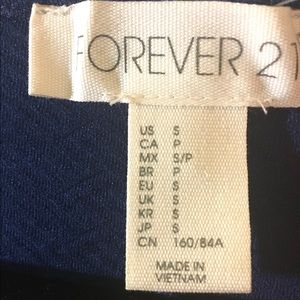 FOREVER 21
US S
CA P
MX S/P
BR P
EU S
UK S
KR S
JP S
CN 160/84A
MADE IN
VIETNAM